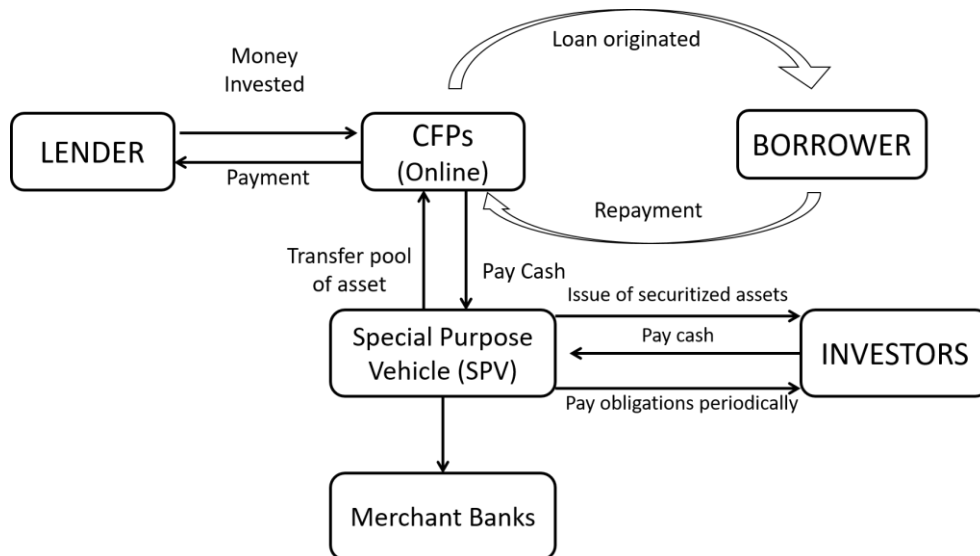 Loan originated
Money
Invested
LENDER
CFPs
(Online)
BORROWER
Payment
Repayment
Transfer pool
of asset
Pay Cash
Issue of securitized assets
Special Purpose
Vehicle (SPV)
Pay cash
INVESTORS
Pay obligations periodically
Merchant Banks